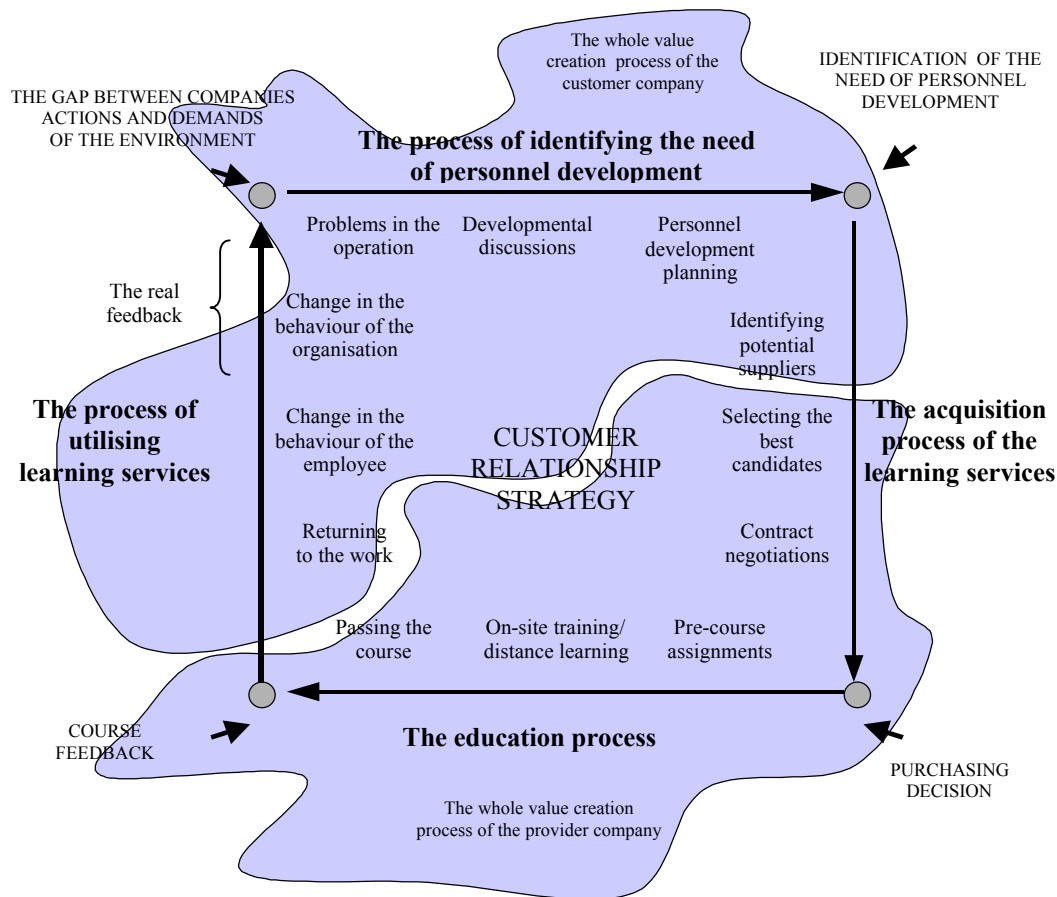 The whole value
creation process of the
customer company
IDENTIFICATION OF THE
NEED OF PERSONNEL
DEVELOPMENT
THE GAP BETWEEN COMPANIES
ACTIONS AND DEMANDS
OF THE ENVIRONMENT
The process of identifying the need
of personnel development
Problems in the
operation
Developmental
discussions
Personnel
development
planning
The real
feedback
Change in the
behaviour of the
organisation
Identifying
potential
suppliers
The process of
utilising
learning services
Change in the
behaviour of the
employee
CUSTOMER
RELATIONSHIP
STRATEGY
Selecting the
best
candidates
The acquisition
process of the
learning services
Returning
to the work
Contract
negotiations
Passing the
course
On-site training/
distance learning
Pre-course
assignments
COURSE
FEEDBACK
The education process
PURCHASING
DECISION
The whole value creation
process of the provider company